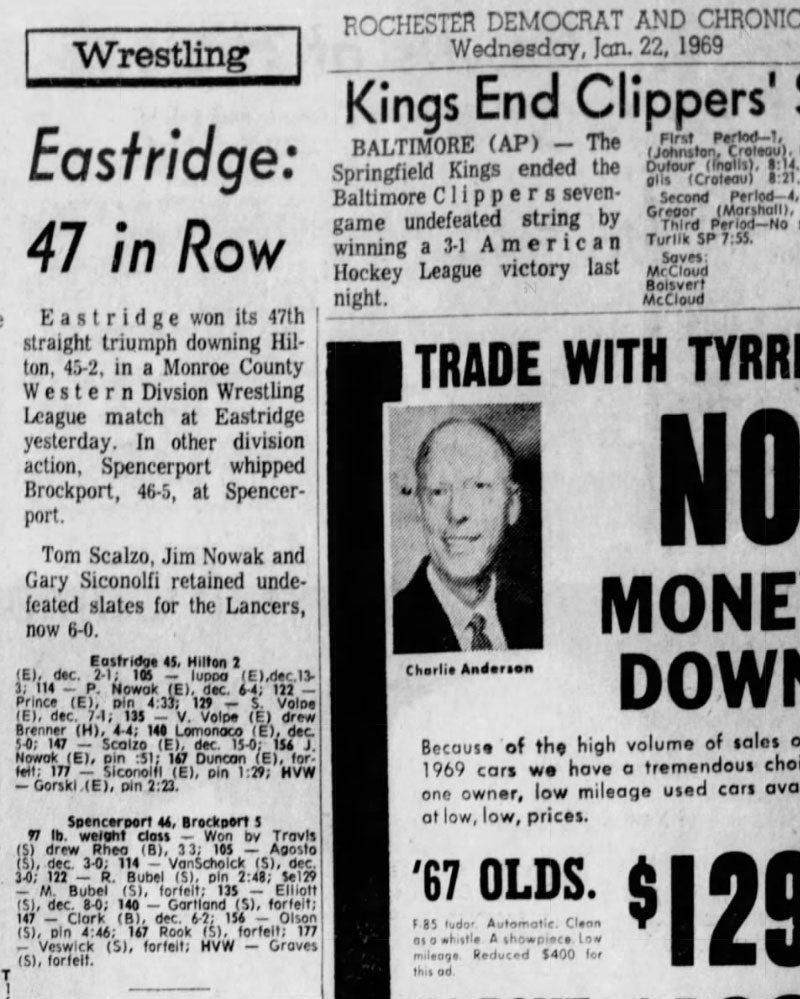 Wrestling
Eastridge:
47 in Row
Eastridge won its 47th
straight triumph downing Hil-
ton, 45-2, in a Monroe County
Western Divsion Wrestling
League match at Eastridge
yesterday. In other division
action, Spencerport whipped
Brockport, 46-5, at Spencer-
port.
Tom Scalzo, Jim Nowak and
Gary Siconolfi retained unde-
feated slates for the Lancers,
now 6-0.
Eastridge 45, Hilton 2
(E), dec. 2-1; 105 — Iuppa (E),dec.13-
3; 114 — P. Nowak (E), dec. 6-4; 122 —
Prince (E), pin 4:33; 129 — S. Volpe
(E), dec. 7-1; 135 — V. Volpe (E) drew
Brenner (H), 4-4; 140 Lomonaco (E), dec.
5-0; 147 — Scalzo (E), dec. 15-0; 156 J.
Nowak (E), pin :51; 167 Duncan (E), for-
feit; 177 — Siconolfi (E), pin 1:29; HVW
— Gorski (E), pin 2:23.
Spencerport 46, Brockport 5
97 lb. weight class — Won by Travis
(S) drew Rhea (B), 3 3; 105 — Agosto
(S), dec. 3-0; 114 — VanScholck (S), dec.
3-0; 122 — R. Bubel (S), pin 2:48; Se129
— M. Bubel (S), forfeit; 135 — Elliott
(S), dec. 8-0; 140 — Gartland (S), forfeit;
147 — Clark (B), dec. 6-2; 156 — Olson
(S), pin 4:46; 167 Rook (S), forfeit; 177
— Veswick (S), forfeit; HVW — Graves
(S), forfeit.
ROCHESTER DEMOCRAT AND CHRONIC
Wednesday, Jan. 22, 1969
Kings End Clippers'
BALTIMORE (AP) — The
Springfield Kings ended the
Baltimore Clippers seven-
game undefeated string by
winning a 3-1 American
Hockey League victory last
night.
First Period—1,
(Johnston, Croteau),
Dufour (Inglis), 8:14.
glis (Croteau) 8:21.
Second Period—4,
Gregor (Marshall),
Third Period—No
Turlik SP 7:55.
Saves:
McCloud
Boisvert
McCloud
TRADE WITH TYRR
Charlie Anderson
NO
MONE
DOWN
Because of the high volume of sales o
1969 cars we have a tremendous choi
one owner, low mileage used cars ava
at low, low, prices.
'67 OLDS.
$129
F-85 tudor. Automatic. Clean
as a whistle. A showpiece. Low
mileage. Reduced $400 for
this ad.